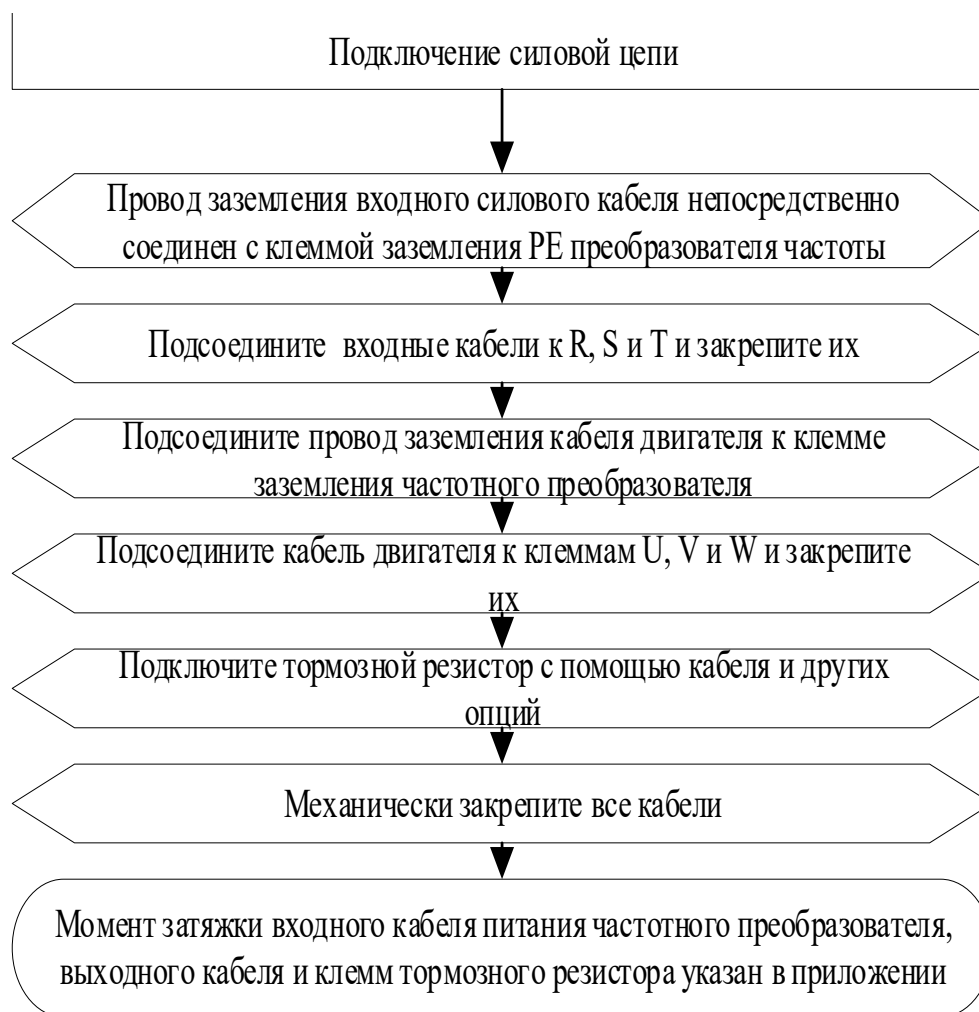 Подключение силовой цепи
Провод заземления входного силового кабеля непосредственно
соединен с клеммой заземления PE преобразователя частоты
Подсоедините входные кабели к R, S и T и закрепите их
Подсоедините провод заземления кабеля двигателя к клемме
заземления частотного преобразователя
Подсоедините кабель двигателя к клеммам U, V и W и закрепите
их
Подключите тормозной резистор с помощью кабеля и других
опций
Механически закрепите все кабели
Момент затяжки входного кабеля питания частотного преобразователя,
выходного кабеля и клемм тормозного резистора указан в приложении